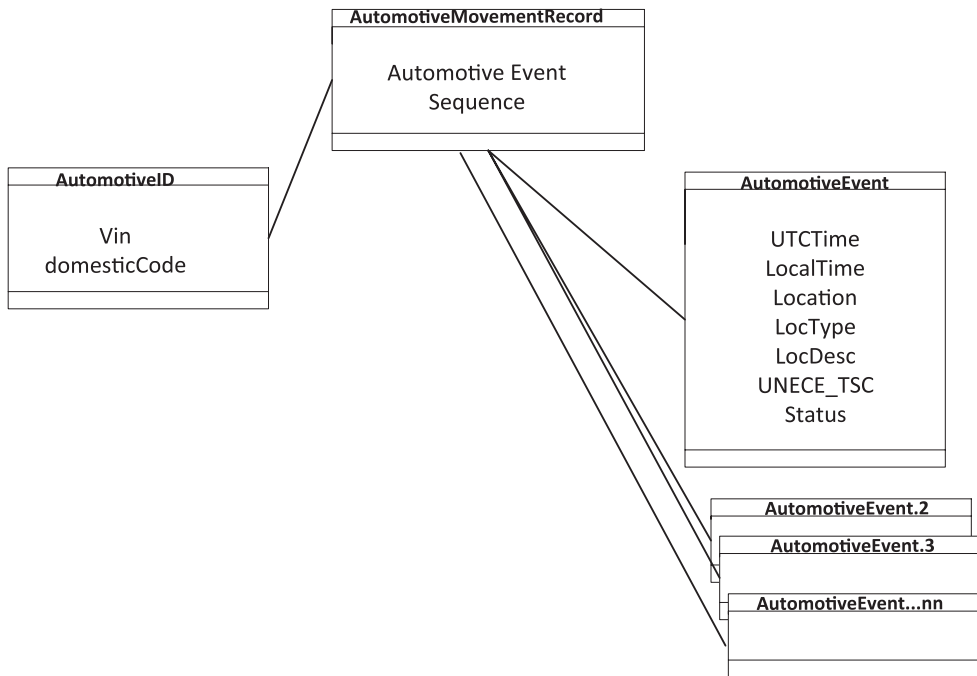 AutomotiveMovementRecord
Automotive Event
Sequence
AutomotiveID
Vin
domesticCode
AutomotiveEvent
UTCTime
LocalTime
Location
LocType
LocDesc
UNECE_TSC
Status
AutomotiveEvent.2
AutomotiveEvent.3
AutomotiveEvent...nn